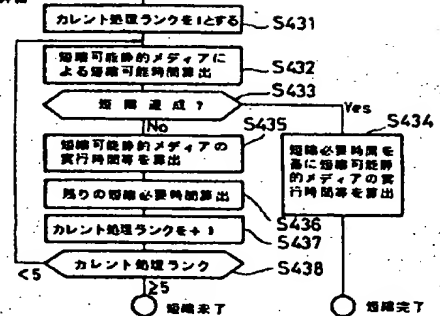 カレント処理ランクを1とする
S431
短縮可能静的メディアに
よる短縮可能時間算出
S432
S433
短縮達成?
Yes
No
S435
S434
短縮可能静的メディアの
実行時間等を算出
短縮必要時間を
基に短縮可能静
的メディアの実
行時間等を算出
残りの短縮必要時間算出
S436
カレント処理ランクを+1
S437
<5
カレント処理ランク
S438
≧5
短縮未了
短縮完了